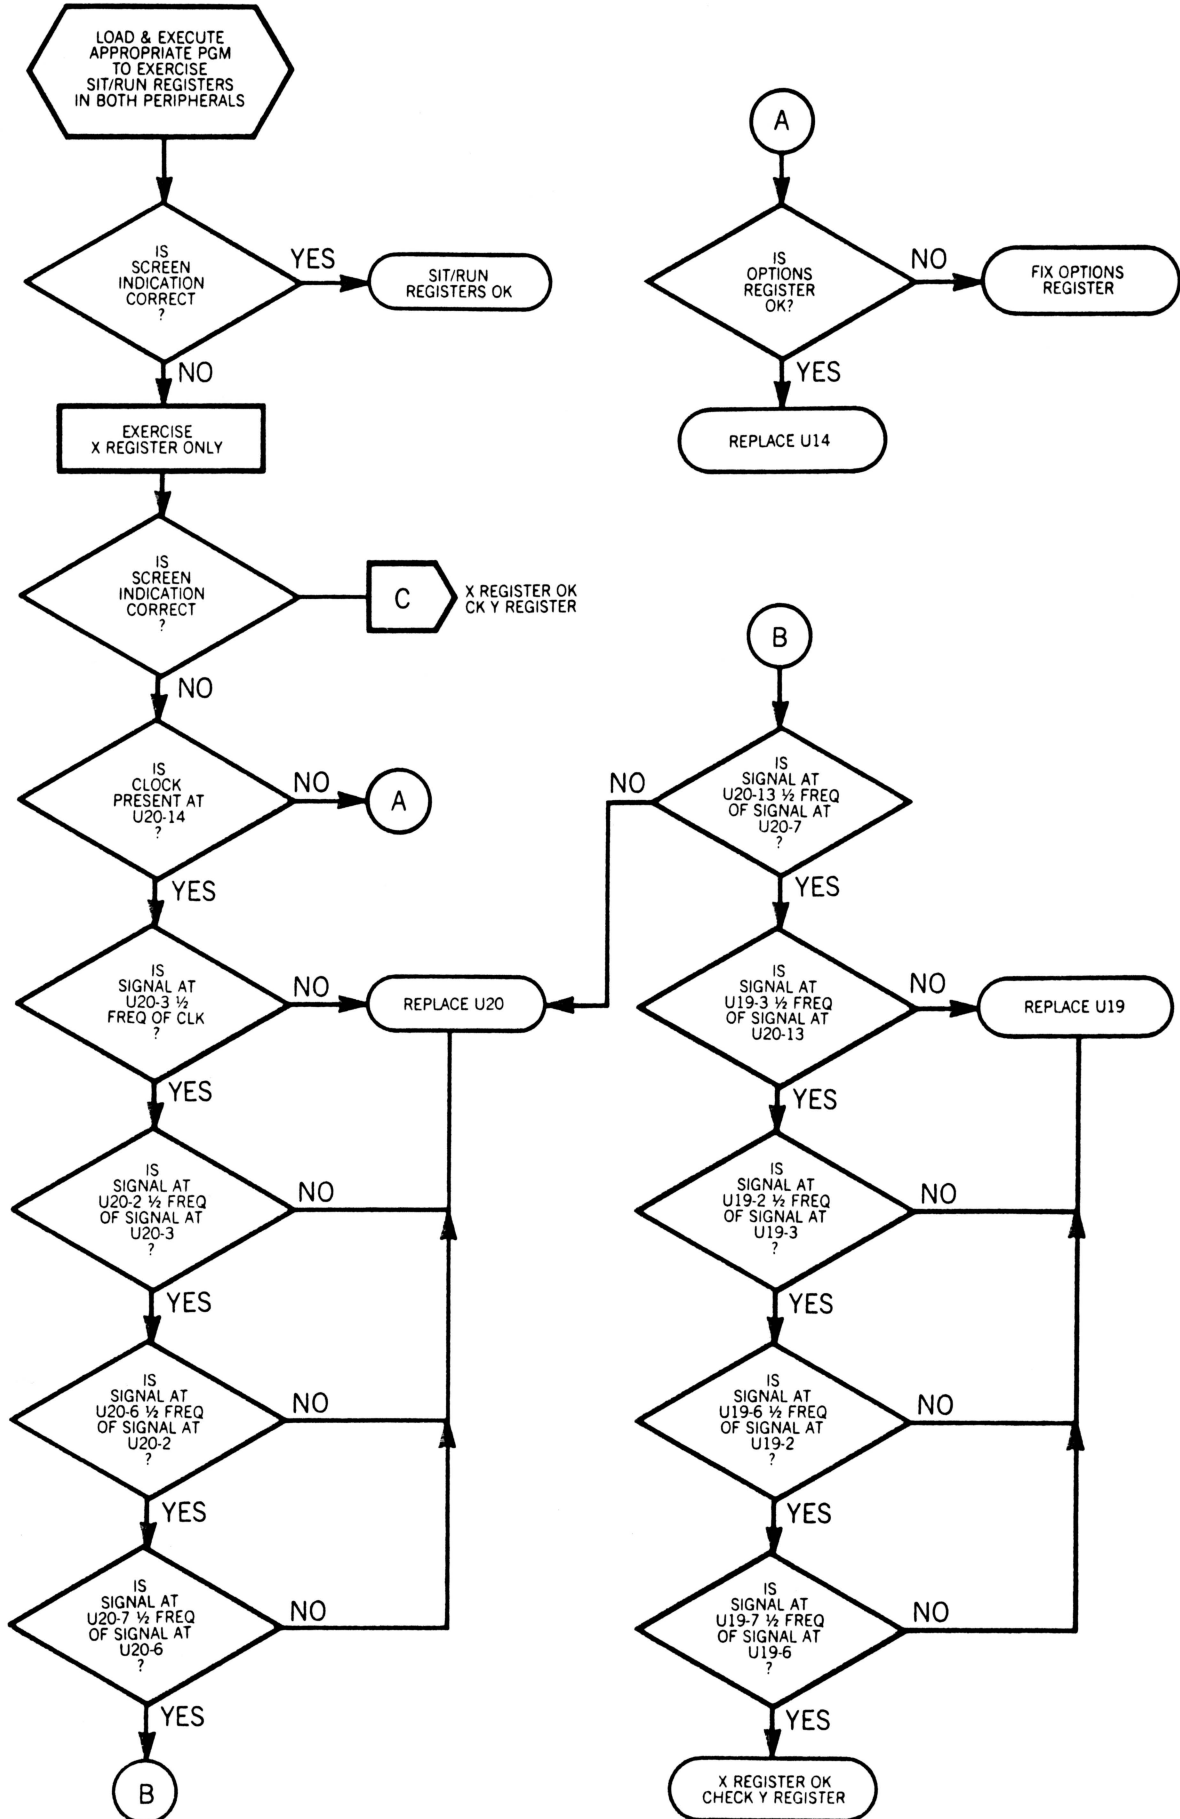 LOAD & EXECUTE
APPROPRIATE PGM
TO EXERCISE
SIT/RUN REGISTERS
IN BOTH PERIPHERALS
IS
SCREEN
INDICATION
CORRECT
?
YES
SIT/RUN
REGISTERS OK
NO
EXERCISE
X REGISTER ONLY
IS
SCREEN
INDICATION
CORRECT
?
C
X REGISTER OK
CK Y REGISTER
NO
IS
CLOCK
PRESENT AT
U20-14
?
NO
A
YES
IS
SIGNAL AT
U20-3 ½
FREQ OF CLK
?
NO
REPLACE U20
YES
IS
SIGNAL AT
U20-2 ½ FREQ
OF SIGNAL AT
U20-3
?
NO
YES
IS
SIGNAL AT
U20-6 ½ FREQ
OF SIGNAL AT
U20-2
?
NO
YES
IS
SIGNAL AT
U20-7 ½ FREQ
OF SIGNAL AT
U20-6
?
NO
YES
B
A
IS
OPTIONS
REGISTER
OK?
NO
FIX OPTIONS
REGISTER
YES
REPLACE U14
B
IS
SIGNAL AT
U20-13 ½ FREQ
OF SIGNAL AT
U20-7
?
NO
YES
IS
SIGNAL AT
U19-3 ½ FREQ
OF SIGNAL AT
U20-13
NO
REPLACE U19
YES
IS
SIGNAL AT
U19-2 ½ FREQ
OF SIGNAL AT
U19-3
?
NO
YES
IS
SIGNAL AT
U19-6 ½ FREQ
OF SIGNAL AT
U19-2
?
NO
YES
IS
SIGNAL AT
U19-7 ½ FREQ
OF SIGNAL AT
U19-6
?
NO
YES
X REGISTER OK
CHECK Y REGISTER